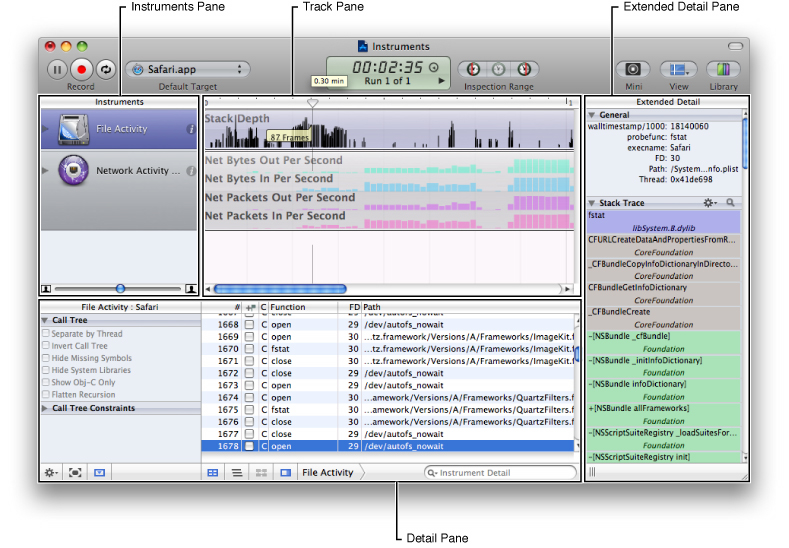 Instruments Pane
Track Pane
Extended Detail Pane
Instruments
Record
Safari.app
Default Target
00:02:35
Run 1 of 1
0.30 min
Inspection Range
Mini
View
Library
Instruments
File Activity
Network Activity ...
0
1
Stack Depth
87 Frames
Net Bytes Out Per Second
Net Bytes In Per Second
Net Packets Out Per Second
Net Packets In Per Second
Extended Detail
General
walltimestamp/1000: 18140060
probefunc: fstat
execname: Safari
FD: 30
Path: /System...nfo.plist
Thread: 0x41de698
Stack Trace
fstat
libSystem.B.dylib
CFURLCreateDataAndPropertiesFromR...
CoreFoundation
_CFBundleCopyInfoDictionaryInDirecto...
CoreFoundation
CFBundleGetInfoDictionary
CoreFoundation
_CFBundleCreate
CoreFoundation
-[NSBundle _cfBundle]
Foundation
-[NSBundle _initInfoDictionary]
Foundation
-[NSBundle infoDictionary]
Foundation
+[NSBundle allFrameworks]
Foundation
-[NSScriptSuiteRegistry _loadSuitesFor...
Foundation
-[NSScriptSuiteRegistry init]
File Activity : Safari
Call Tree
Separate by Thread
Invert Call Tree
Hide Missing Symbols
Hide System Libraries
Show Obj-C Only
Flatten Recursion
Call Tree Constraints
# C Function FD Path
1668 C open 29 /dev/autofs_nowait
1669 C open 30 ...tz.framework/Versions/A/Frameworks/ImageKit.f
1670 C fstat 30 ...tz.framework/Versions/A/Frameworks/ImageKit.f
1671 C close 30 ...tz.framework/Versions/A/Frameworks/ImageKit.f
1672 C close 29 /dev/autofs_nowait
1673 C open 29 /dev/autofs_nowait
1674 C open 30 ...amework/Versions/A/Frameworks/QuartzFilters.f
1675 C fstat 30 ...amework/Versions/A/Frameworks/QuartzFilters.f
1676 C close 30 ...amework/Versions/A/Frameworks/QuartzFilters.f
1677 C close 29 /dev/autofs_nowait
1678 C open 29 /dev/autofs_nowait
File Activity
Instrument Detail
Detail Pane